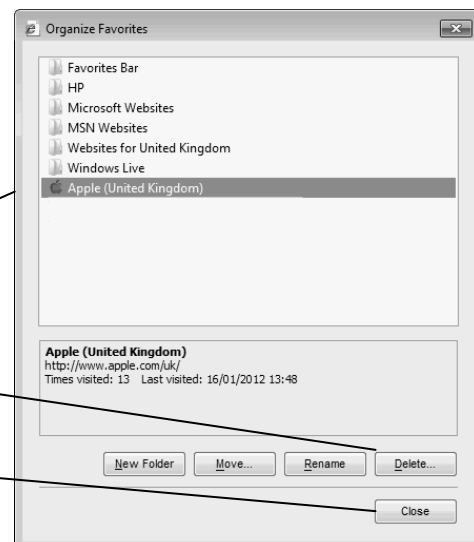 Organize Favorites
Favorites Bar
HP
Microsoft Websites
MSN Websites
Websites for United Kingdom
Windows Live
Apple (United Kingdom)
Apple (United Kingdom)
http://www.apple.com/uk/
Times visited: 13 Last visited: 16/01/2012 13:48
New Folder Move... Rename Delete...
Close